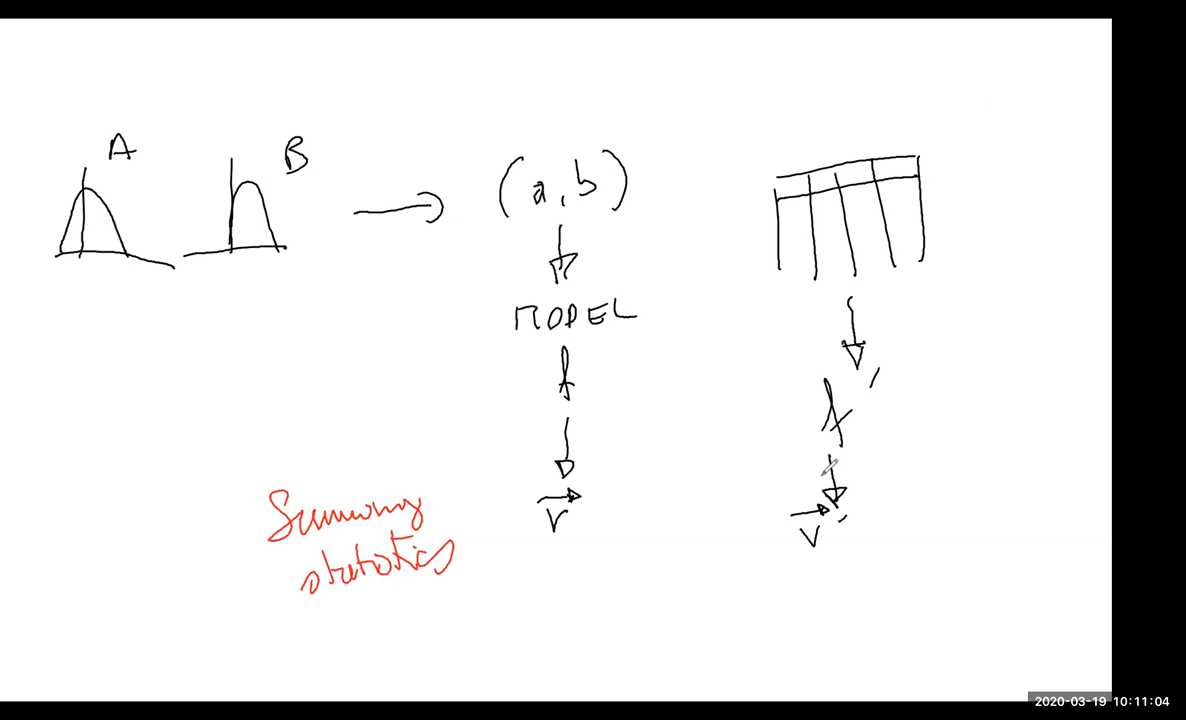 A
B
(a, b)
MODEL
A
A'
v
v'
Summary
statistics
2020-03-19 10:11:04